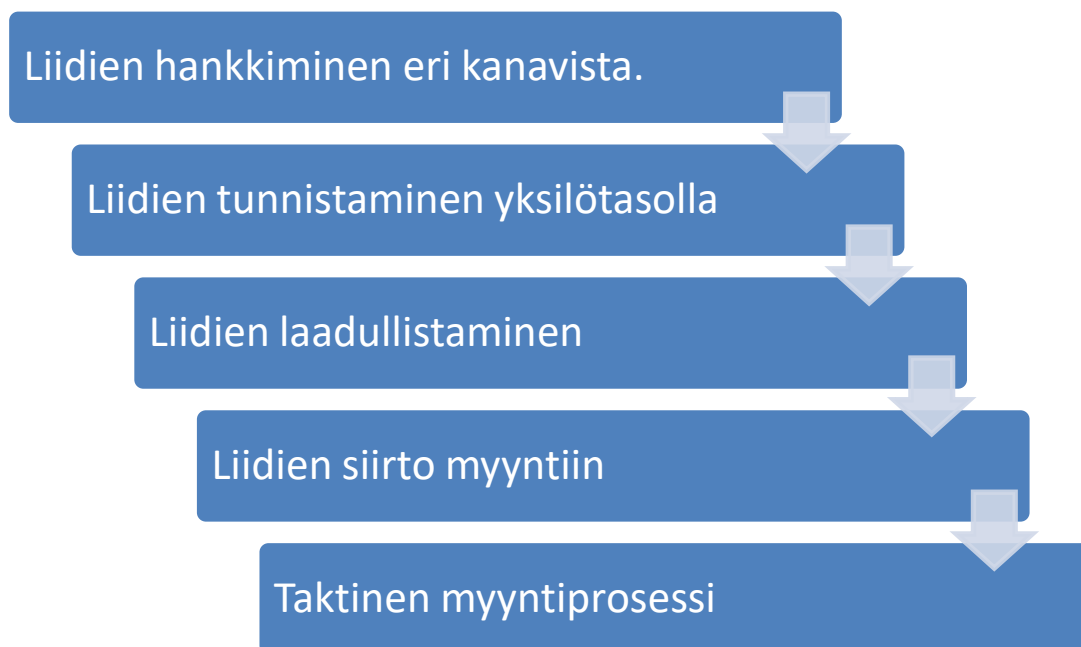 Liidien hankkiminen eri kanavista.
Liidien tunnistaminen yksilötasolla
Liidien laadullistaminen
Liidien siirto myyntiin
Taktinen myyntiprosessi